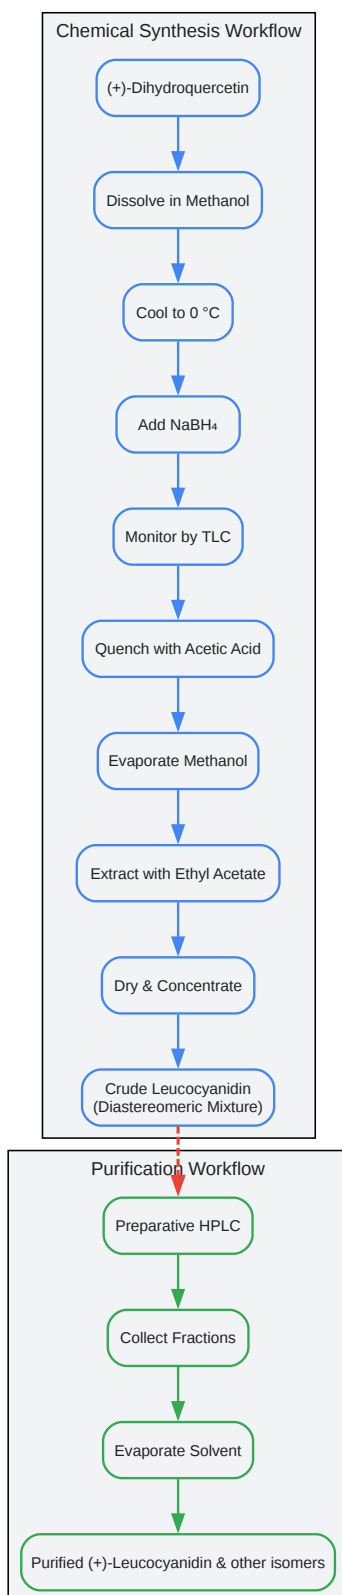 Chemical Synthesis Workflow
(+)-Dihydroquercetin
Dissolve in Methanol
Cool to 0 °C
Add NaBH₄
Monitor by TLC
Quench with Acetic Acid
Evaporate Methanol
Extract with Ethyl Acetate
Dry & Concentrate
Crude Leucocyanidin
(Diastereomeric Mixture)
Purification Workflow
Preparative HPLC
Collect Fractions
Evaporate Solvent
Purified (+)-Leucocyanidin & other isomers